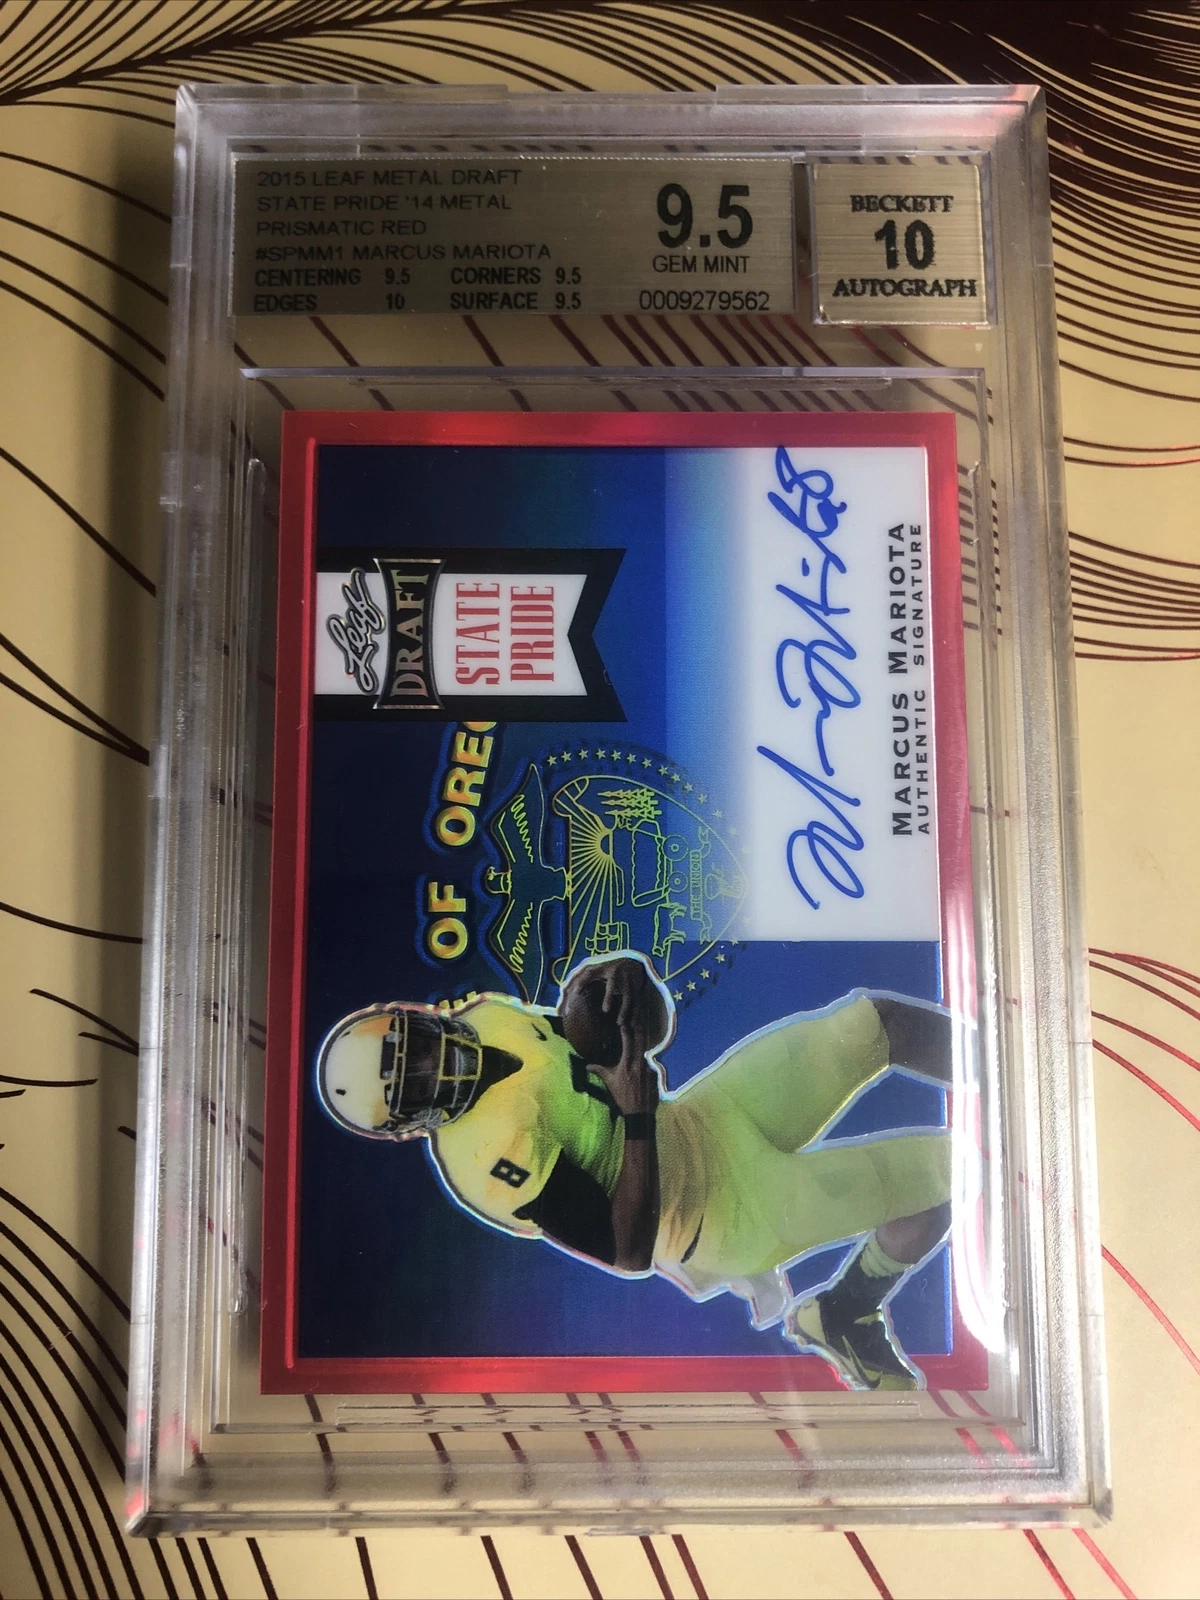 2015 LEAF METAL DRAFT
STATE PRIDE '14 METAL
PRISMATIC RED
#SPMM1 MARCUS MARIOTA
CENTERING 9.5 CORNERS 9.5
EDGES 10 SURFACE 9.5
9.5
GEM MINT
0009279562
BECKETT
10
AUTOGRAPH
Leaf
DRAFT
STATE
PRIDE
OF OREG
THE UNION
8
MARCUS MARIOTA
AUTHENTIC SIGNATURE